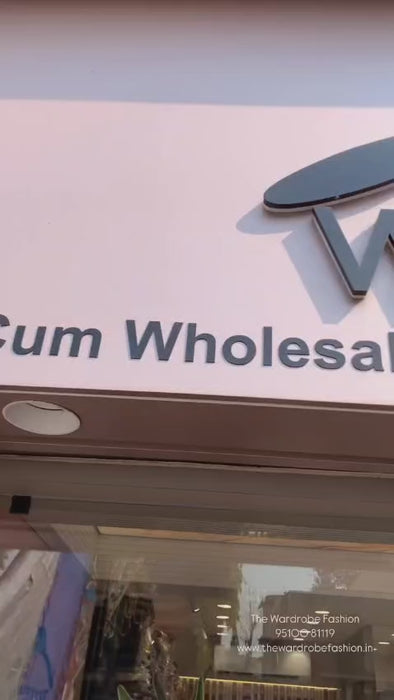 W
Cum Wholesal
The Wardrobe Fashion
95100 81119
www.thewardrobefashion.in